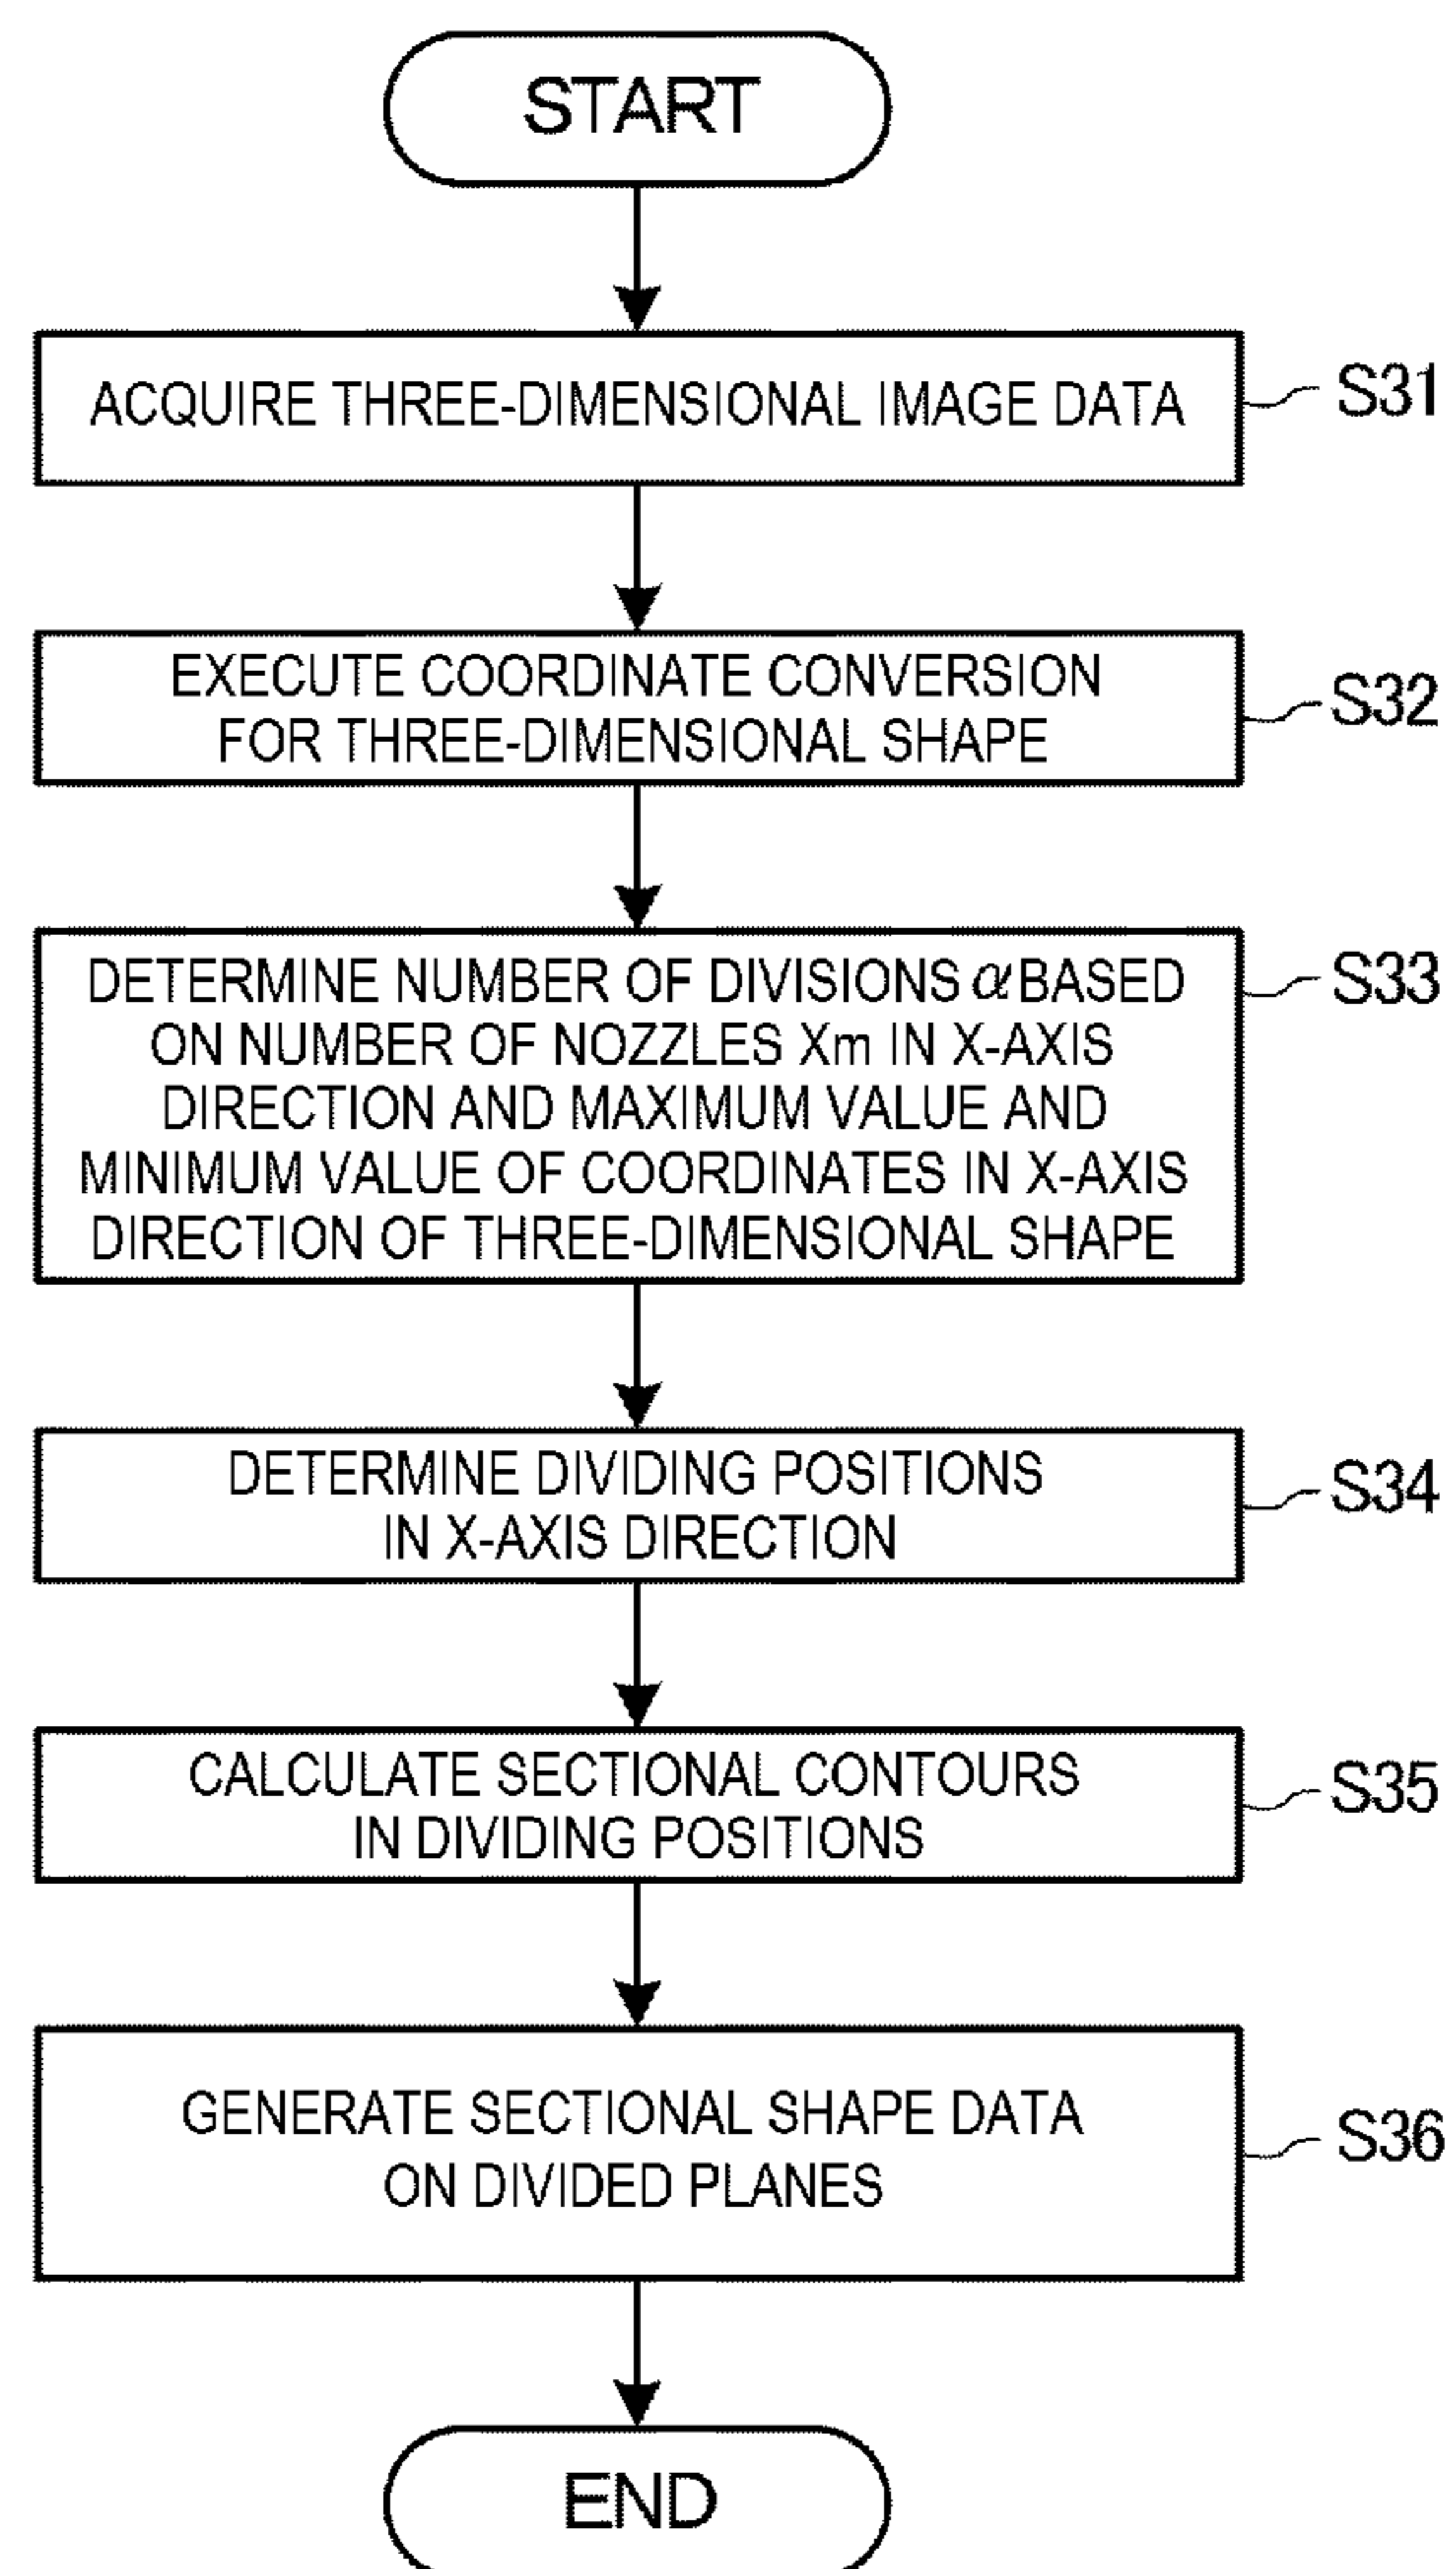 START
ACQUIRE THREE-DIMENSIONAL IMAGE DATA
S31
EXECUTE COORDINATE CONVERSION
FOR THREE-DIMENSIONAL SHAPE
S32
DETERMINE NUMBER OF DIVISIONS α BASED
ON NUMBER OF NOZZLES Xm IN X-AXIS
DIRECTION AND MAXIMUM VALUE AND
MINIMUM VALUE OF COORDINATES IN X-AXIS
DIRECTION OF THREE-DIMENSIONAL SHAPE
S33
DETERMINE DIVIDING POSITIONS
IN X-AXIS DIRECTION
S34
CALCULATE SECTIONAL CONTOURS
IN DIVIDING POSITIONS
S35
GENERATE SECTIONAL SHAPE DATA
ON DIVIDED PLANES
S36
END